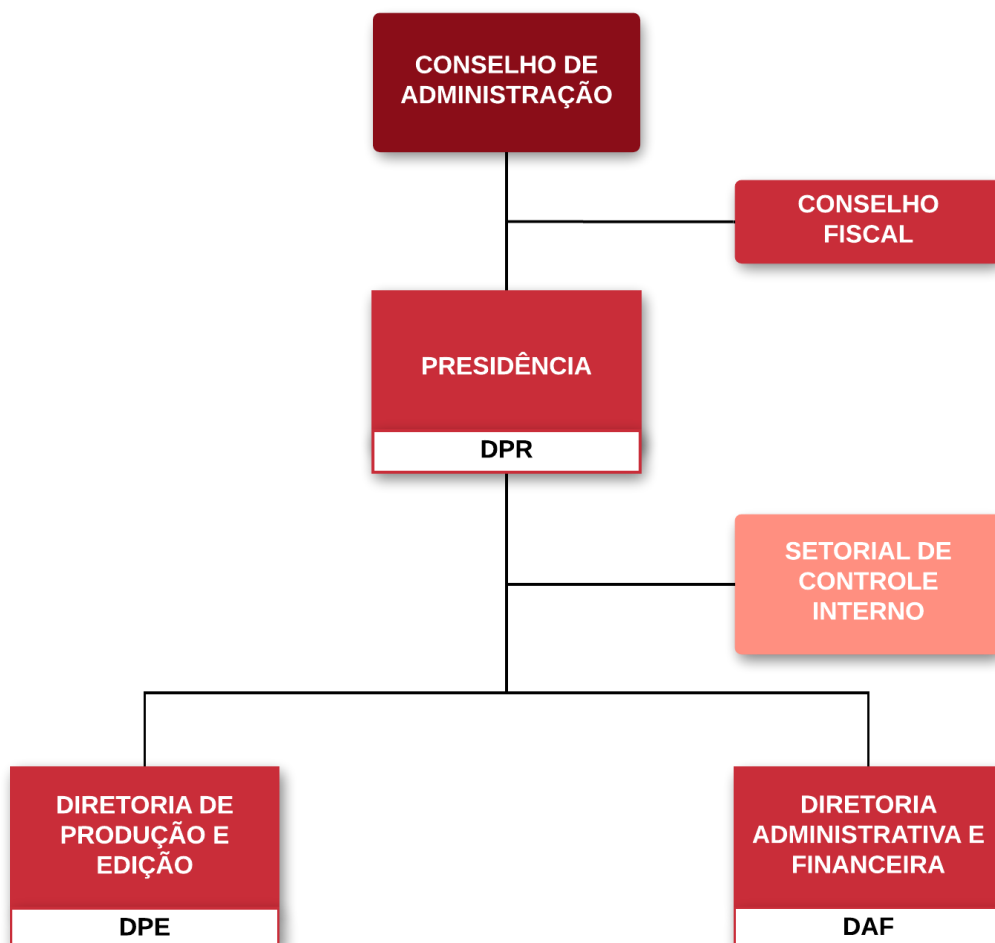 CONSELHO DE
ADMINISTRAÇÃO
CONSELHO
FISCAL
PRESIDÊNCIA
DPR
SETORIAL DE
CONTROLE
INTERNO
DIRETORIA DE
PRODUÇÃO E
EDIÇÃO
DPE
DIRETORIA
ADMINISTRATIVA E
FINANCEIRA
DAF